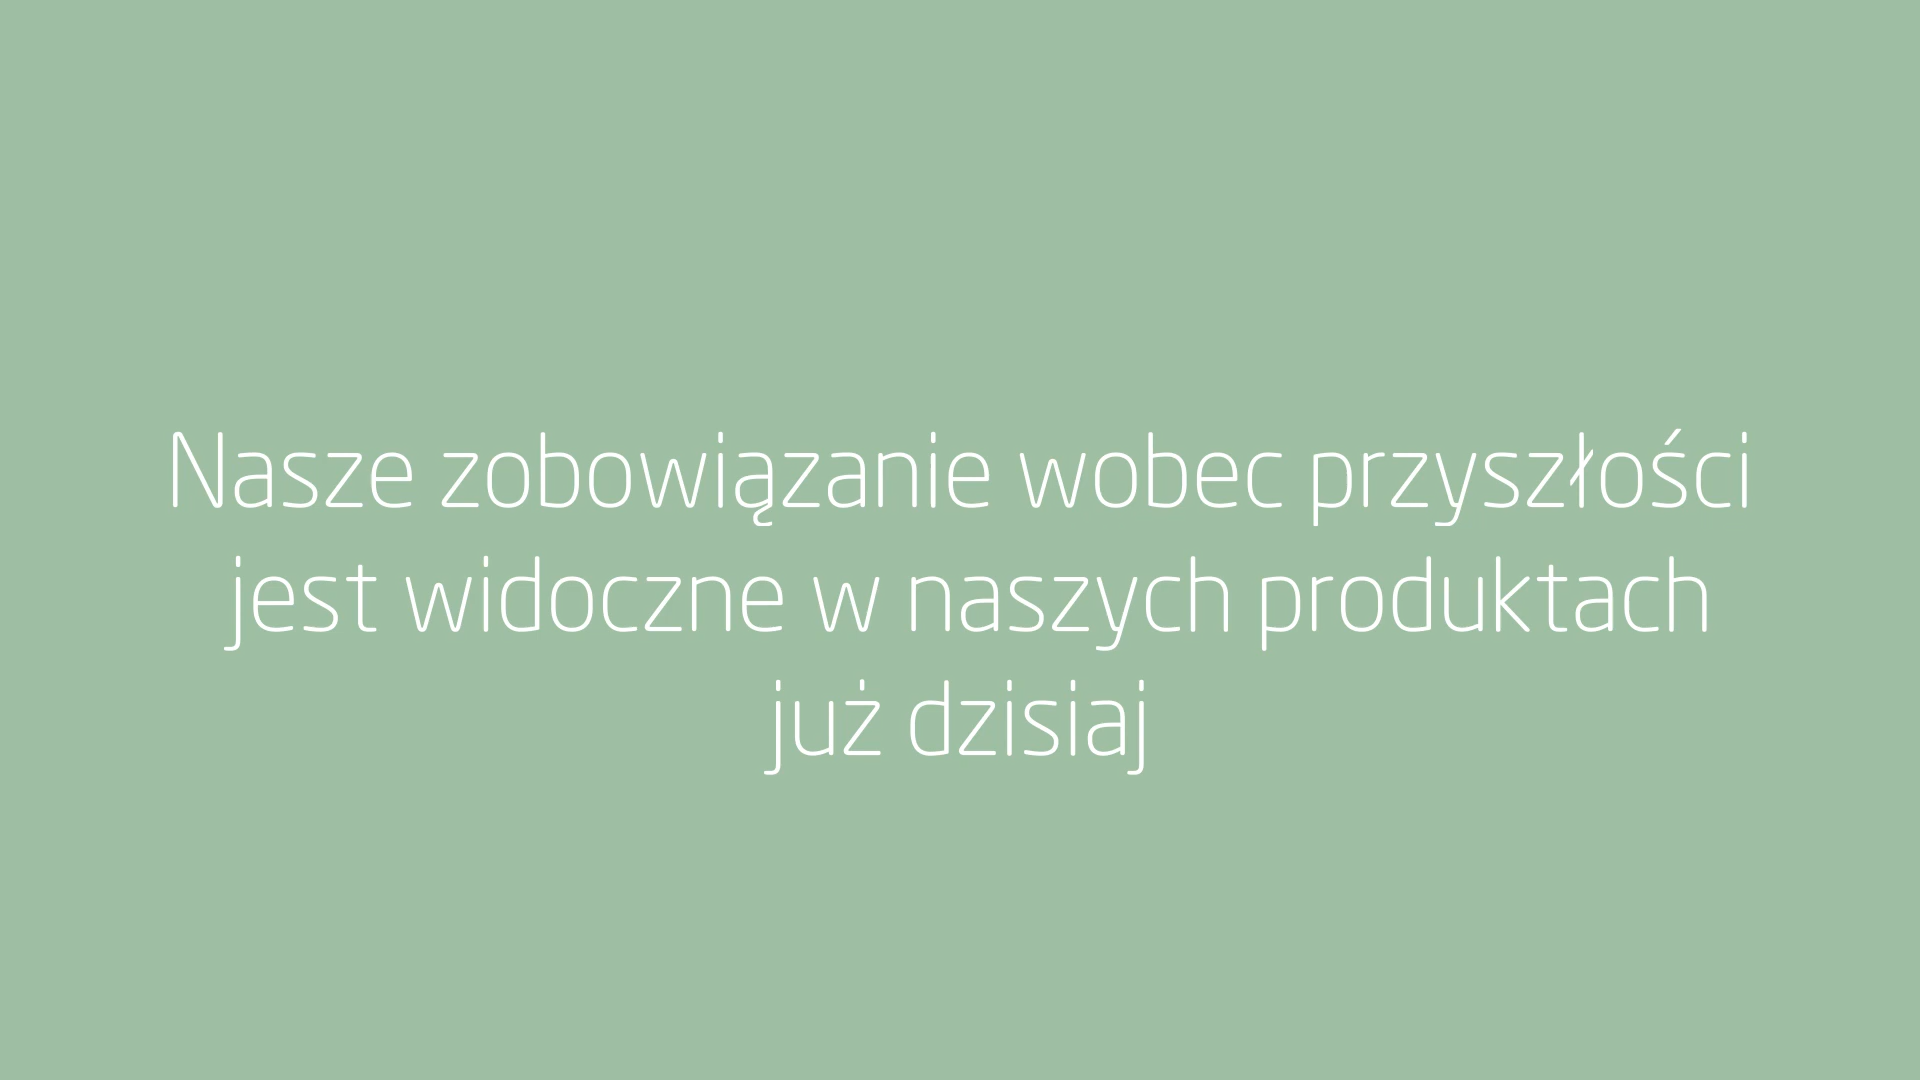 Nasze zobowiązanie wobec przyszłości
jest widoczne w naszych produktach
już dzisiaj